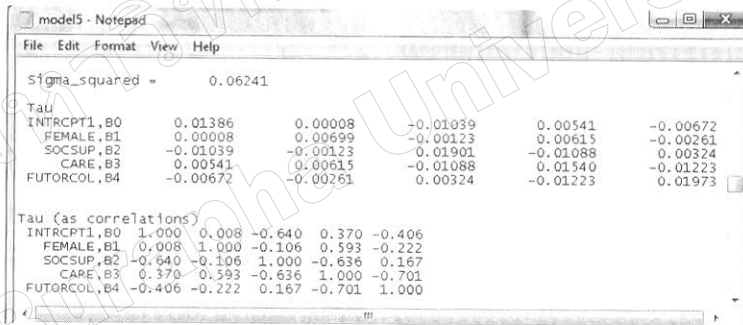 model5 - Notepad
File Edit Format View Help
Sigma_squared = 0.06241
Tau
INTRCPT1,B0 0.01386 0.00008 -0.01039 0.00541 -0.00672
FEMALE,B1 0.00008 0.00699 -0.00123 0.00615 -0.00261
SOCSUP,B2 -0.01039 -0.00123 0.01901 -0.01088 0.00324
CARE,B3 0.00541 0.00615 -0.01088 0.01540 -0.01223
FUTORCOL,B4 -0.00672 -0.00261 0.00324 -0.01223 0.01973
Tau (as correlations)
INTRCPT1,B0 1.000 0.008 -0.640 0.370 -0.406
FEMALE,B1 0.008 1.000 -0.106 0.593 -0.222
SOCSUP,B2 -0.640 -0.106 1.000 -0.636 0.167
CARE,B3 0.370 0.593 -0.636 1.000 -0.701
FUTORCOL,B4 -0.406 -0.222 0.167 -0.701 1.000